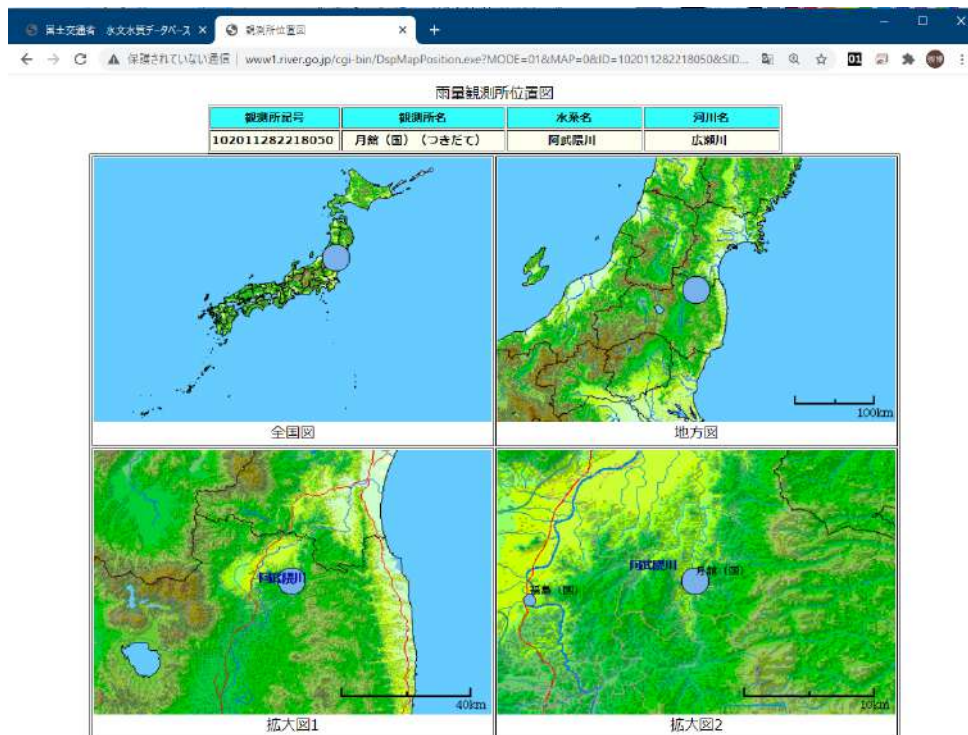 国土交通省 水文水質データベース
観測所位置図
保護されていない通信 | www1.river.go.jp/cgi-bin/DspMapPosition.exe?MODE=01&MAP=0&ID=102011282218050&SID...
01
雨量観測所位置図
観測所記号 観測所名 水系名 河川名
102011282218050 月舘（国）（つきだて） 阿武隈川 広瀬川
100km
全国図 地方図
阿武隈川
40km
阿武隈川
月舘（国）
福島（国）
10km
拡大図1 拡大図2